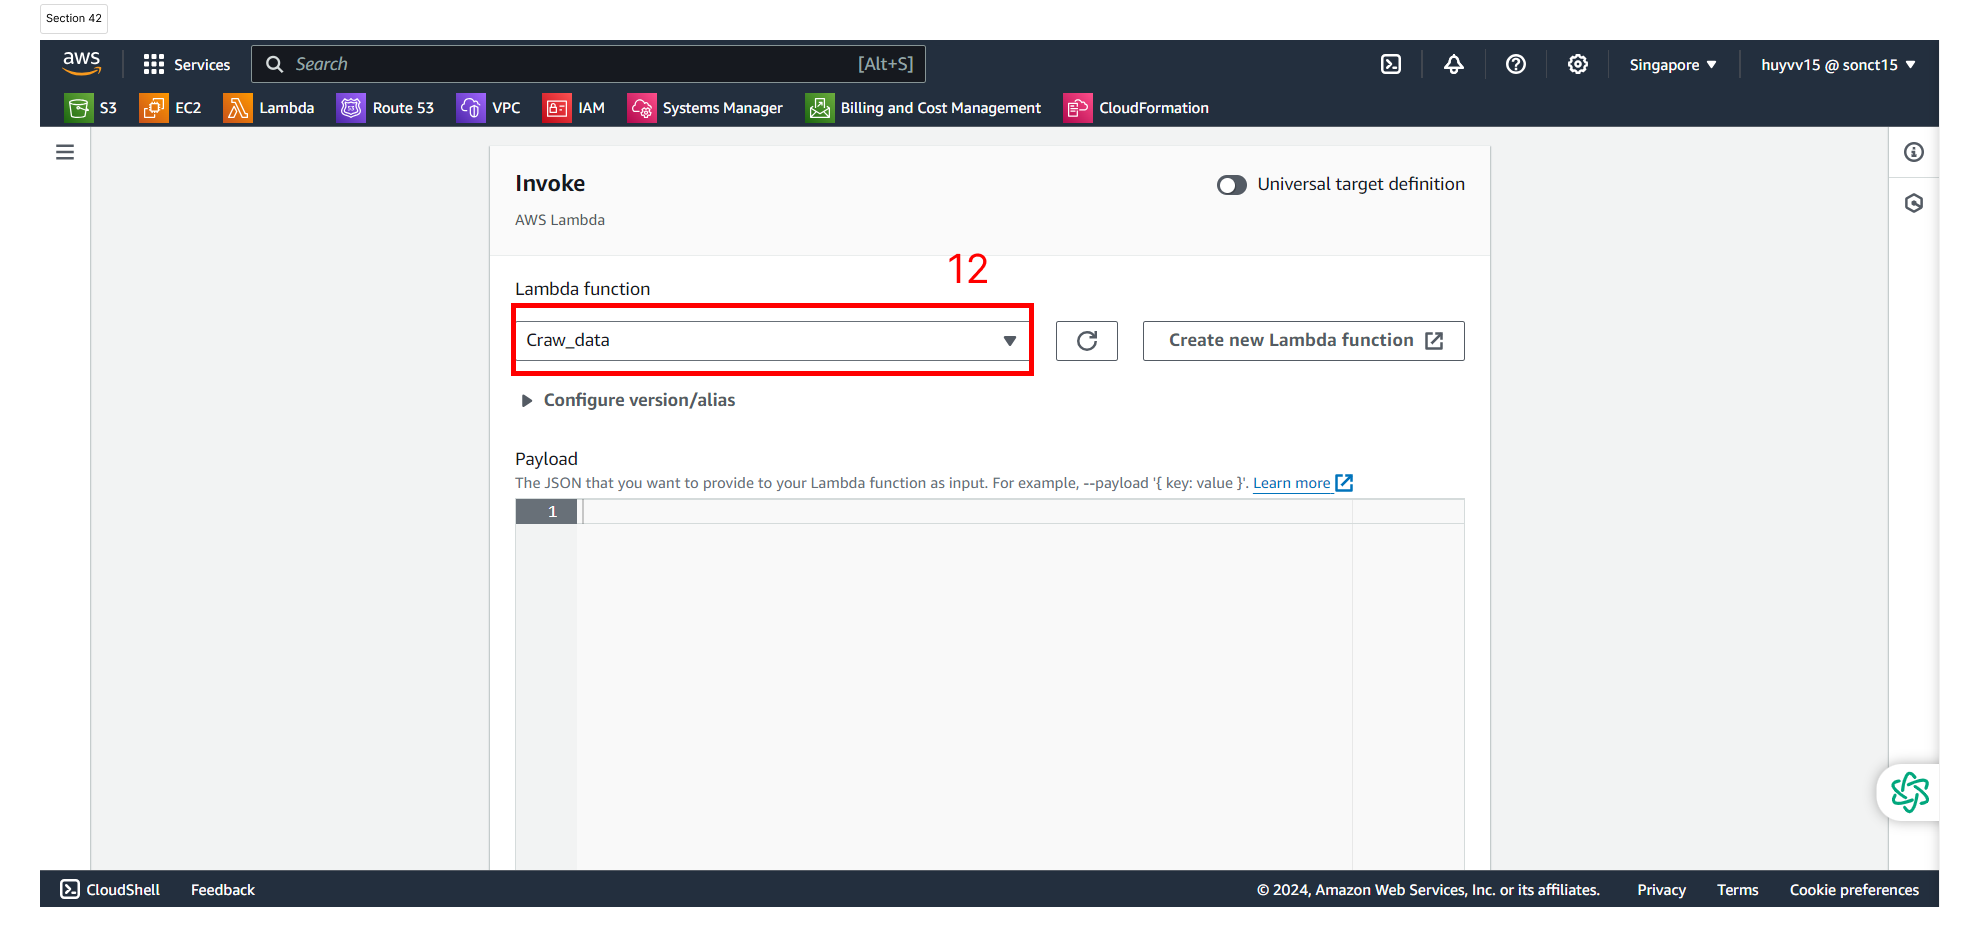 Section 42
aws Services Search [Alt+S] Singapore ▼ huyvv15 @ sonct15 ▼
S3 EC2 Lambda Route 53 VPC IAM Systems Manager Billing and Cost Management CloudFormation
Invoke Universal target definition
AWS Lambda
12
Lambda function
Craw_data Create new Lambda function
Configure version/alias
Payload
The JSON that you want to provide to your Lambda function as input. For example, --payload '{ key: value }'. Learn more
1
CloudShell Feedback © 2024, Amazon Web Services, Inc. or its affiliates. Privacy Terms Cookie preferences